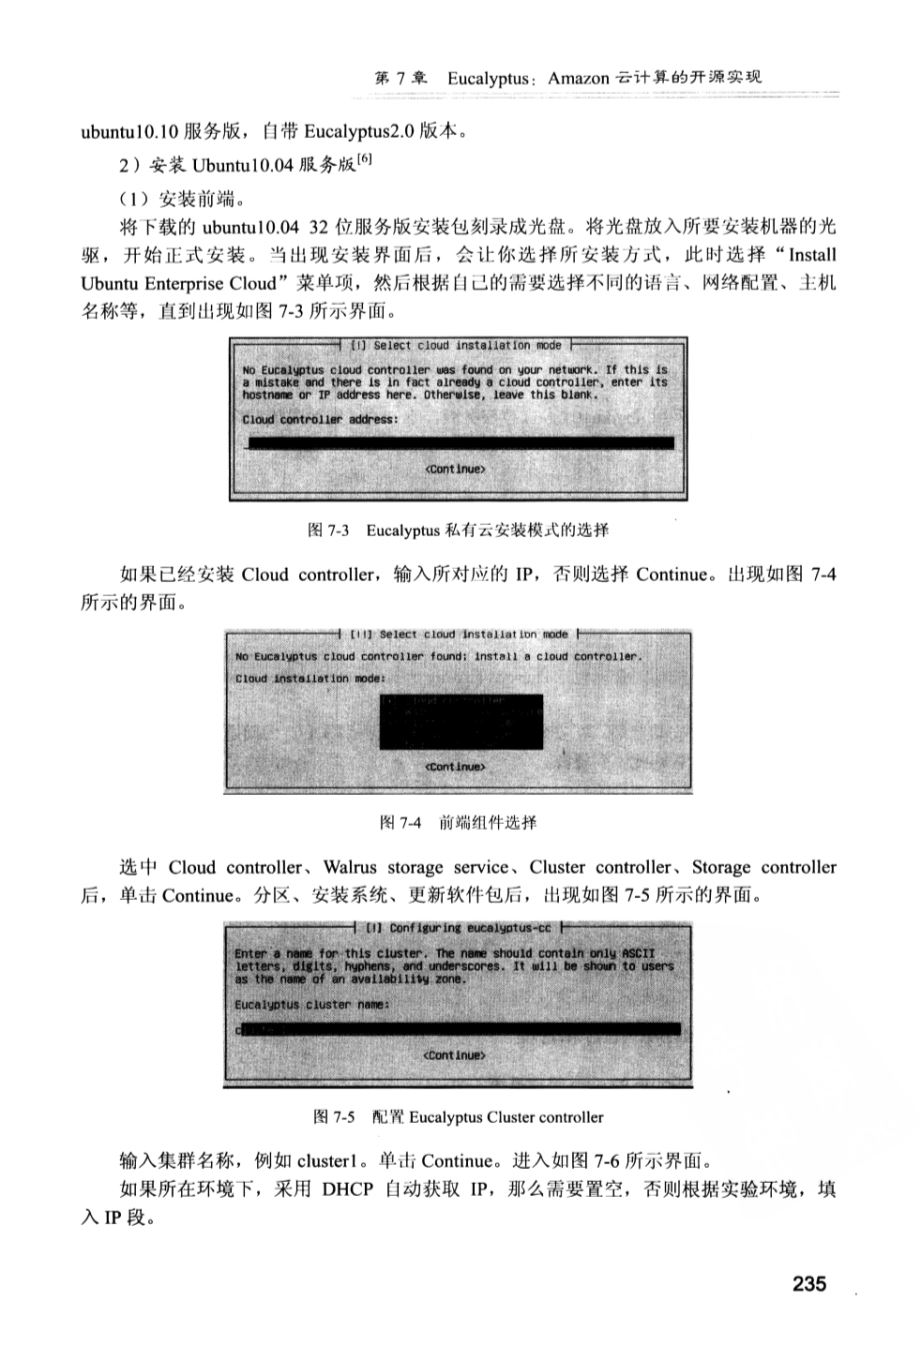 第 7 章 Eucalyptus：Amazon 云计算的开源实现
ubuntu10.10 服务版，自带 Eucalyptus2.0 版本。
2）安装 Ubuntu10.04 服务版[6]
（1）安装前端。
将下载的 ubuntu10.04 32 位服务版安装包刻录成光盘。将光盘放入所要安装机器的光
驱，开始正式安装。当出现安装界面后，会让你选择所安装方式，此时选择“Install
Ubuntu Enterprise Cloud”菜单项，然后根据自己的需要选择不同的语言、网络配置、主机
名称等，直到出现如图 7-3 所示界面。
[!] Select cloud installation mode
No Eucalyptus cloud controller was found on your network. If this is
a mistake and there is in fact already a cloud controller, enter its
hostname or IP address here. Otherwise, leave this blank.
Cloud controller address:
<Continue>
图 7-3 Eucalyptus 私有云安装模式的选择
如果已经安装 Cloud controller，输入所对应的 IP，否则选择 Continue。出现如图 7-4
所示的界面。
[!!] Select cloud installation mode
No Eucalyptus cloud controller found; install a cloud controller.
Cloud installation mode:
<Continue>
图 7-4 前端组件选择
选中 Cloud controller、Walrus storage service、Cluster controller、Storage controller
后，单击 Continue。分区、安装系统、更新软件包后，出现如图 7-5 所示的界面。
[!] Configuring eucalyptus-cc
Enter a name for this cluster. The name should contain only ASCII
letters, digits, hyphens, and underscores. It will be shown to users
as the name of an availability zone.
Eucalyptus cluster name:
<Continue>
图 7-5 配置 Eucalyptus Cluster controller
输入集群名称，例如 cluster1。单击 Continue。进入如图 7-6 所示界面。
如果所在环境下，采用 DHCP 自动获取 IP，那么需要置空，否则根据实验环境，填
入 IP 段。
235